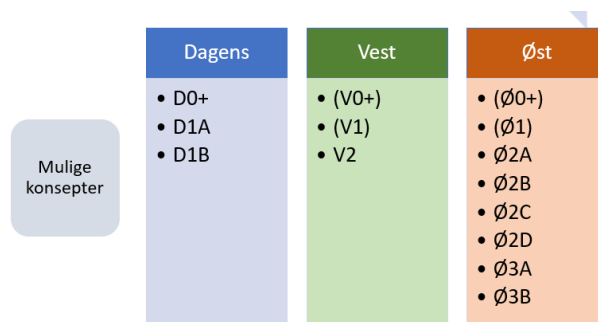 Mulige
konsepter
Dagens
• D0+
• D1A
• D1B
Vest
• (V0+)
• (V1)
• V2
Øst
• (Ø0+)
• (Ø1)
• Ø2A
• Ø2B
• Ø2C
• Ø2D
• Ø3A
• Ø3B